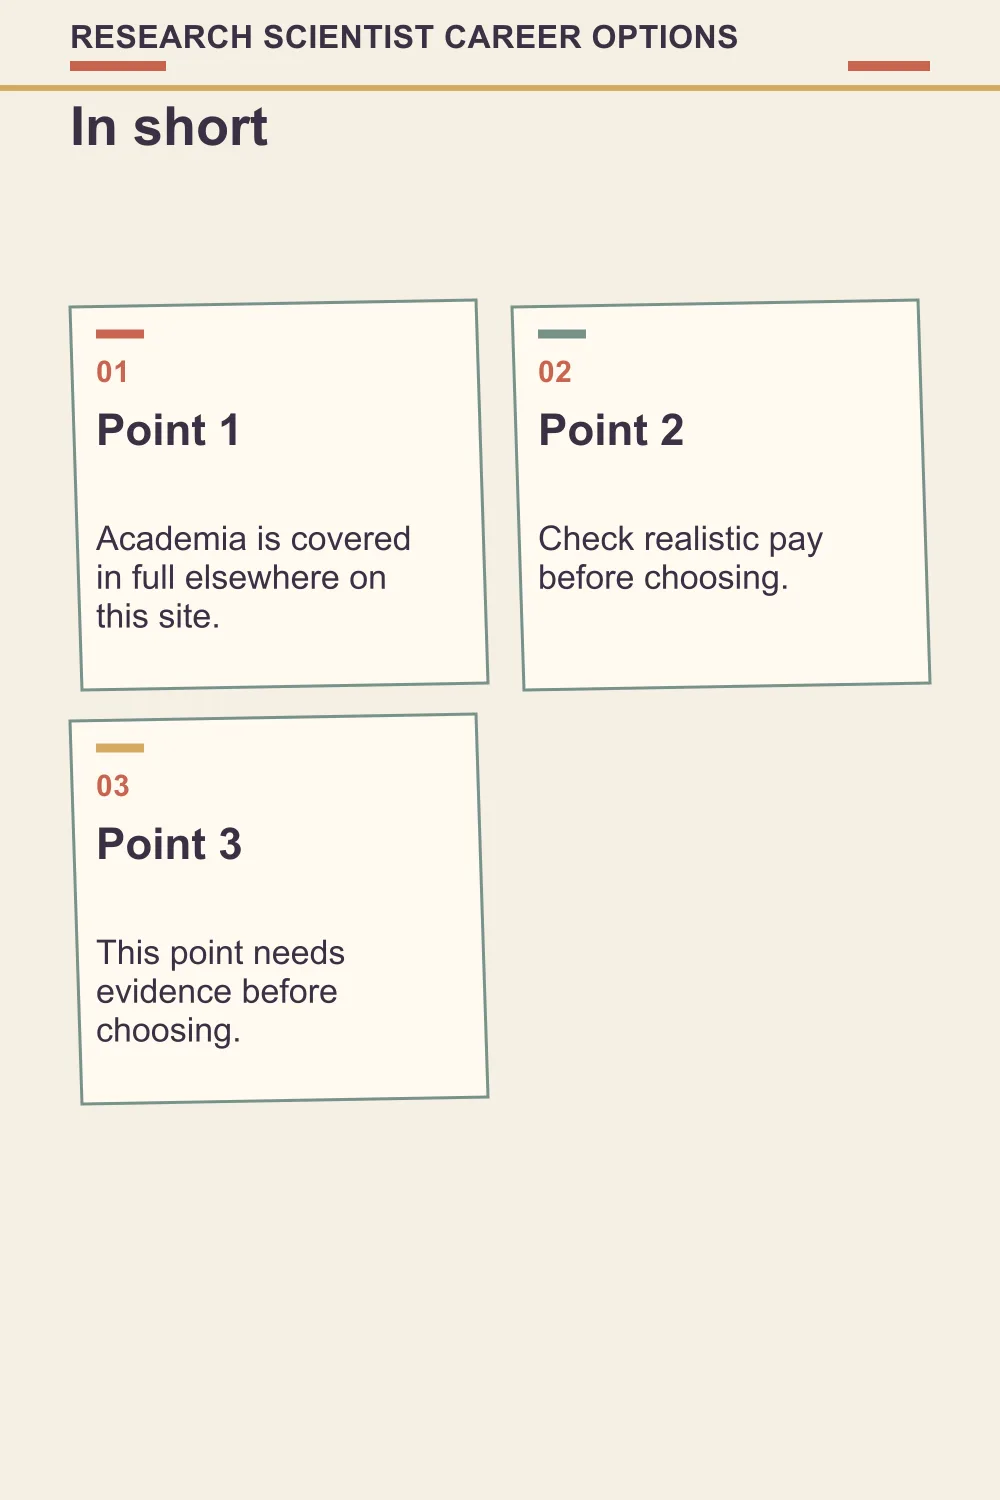 RESEARCH SCIENTIST CAREER OPTIONS
In short
01
Point 1
Academia is covered
in full elsewhere on
this site.
02
Point 2
Check realistic pay
before choosing.
03
Point 3
This point needs
evidence before
choosing.